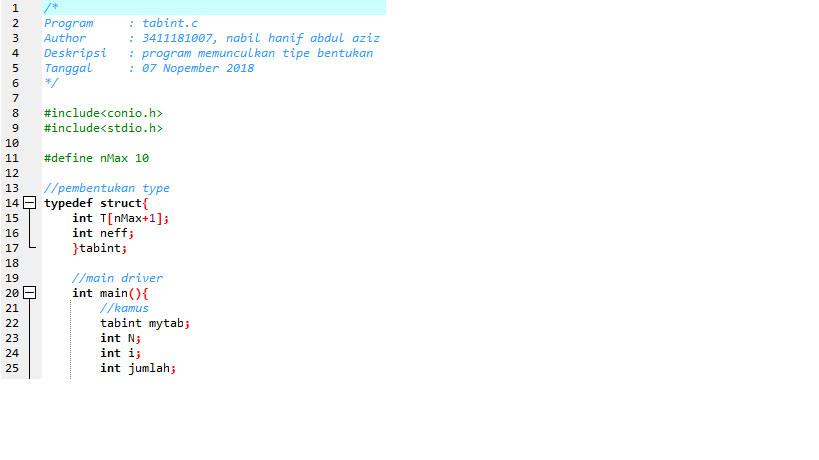 1 /*
2 Program     : tabint.c
3 Author      : 3411181007, nabil hanif abdul aziz
4 Deskripsi   : program memunculkan tipe bentukan
5 Tanggal     : 07 Nopember 2018
6 */
7
8 #include<conio.h>
9 #include<stdio.h>
10
11 #define nMax 10
12
13 //pembentukan type
14 typedef struct{
15     int T[nMax+1];
16     int neff;
17     }tabint;
18
19     //main driver
20     int main(){
21         //kamus
22         tabint mytab;
23         int N;
24         int i;
25         int jumlah;